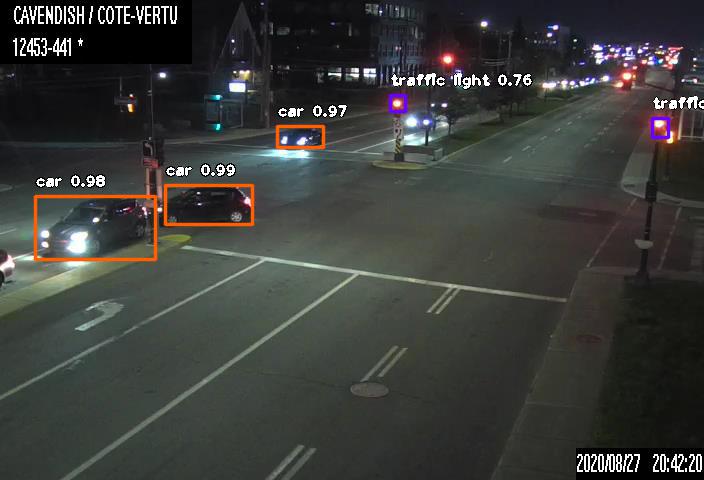 CAVENDISH / COTE-VERTU
12453-441 *
traffic light 0.76
traffic
car 0.97
car 0.99
car 0.98
2020/08/27 20:42:20